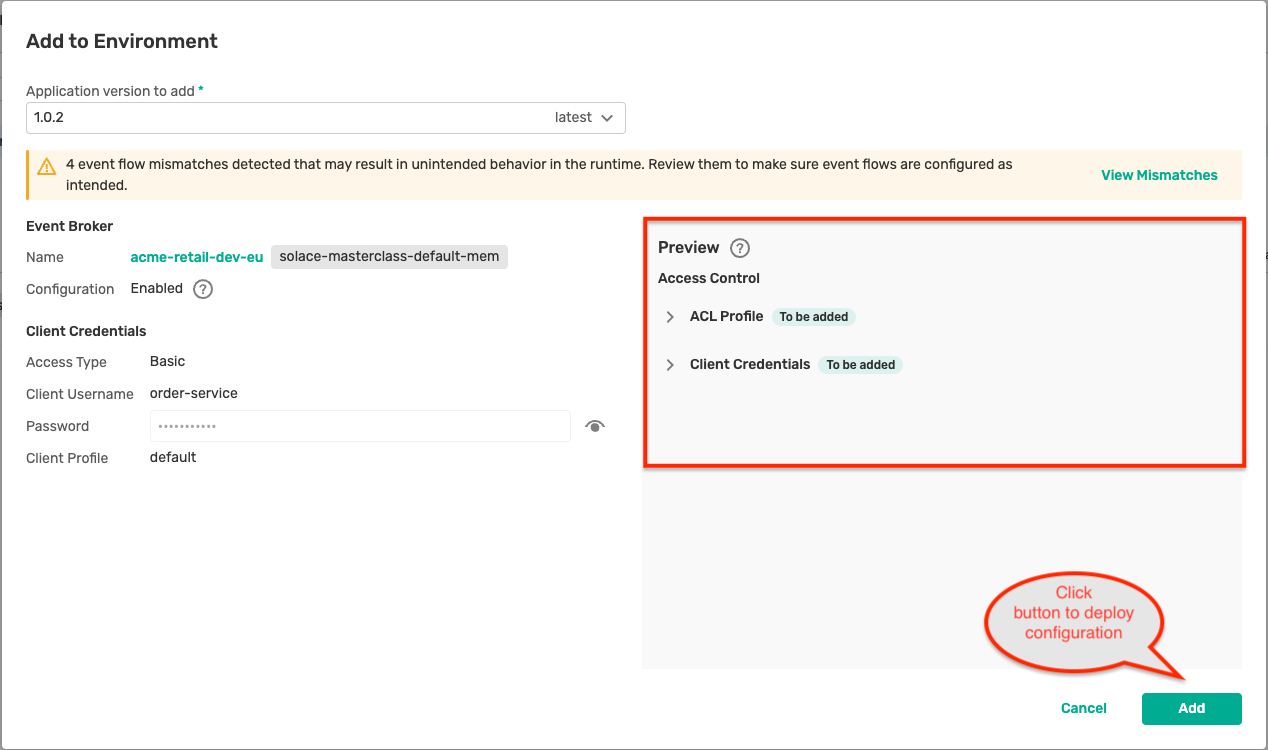 Add to Environment
Application version to add *
1.0.2 latest
4 event flow mismatches detected that may result in unintended behavior in the runtime. Review them to make sure event flows are configured as
intended.
View Mismatches
Event Broker
Name acme-retail-dev-eu solace-masterclass-default-mem
Configuration Enabled ?
Client Credentials
Access Type Basic
Client Username order-service
Password •••••••••••
Client Profile default
Preview ?
Access Control
ACL Profile To be added
Client Credentials To be added
Click
button to deploy
configuration
Cancel Add